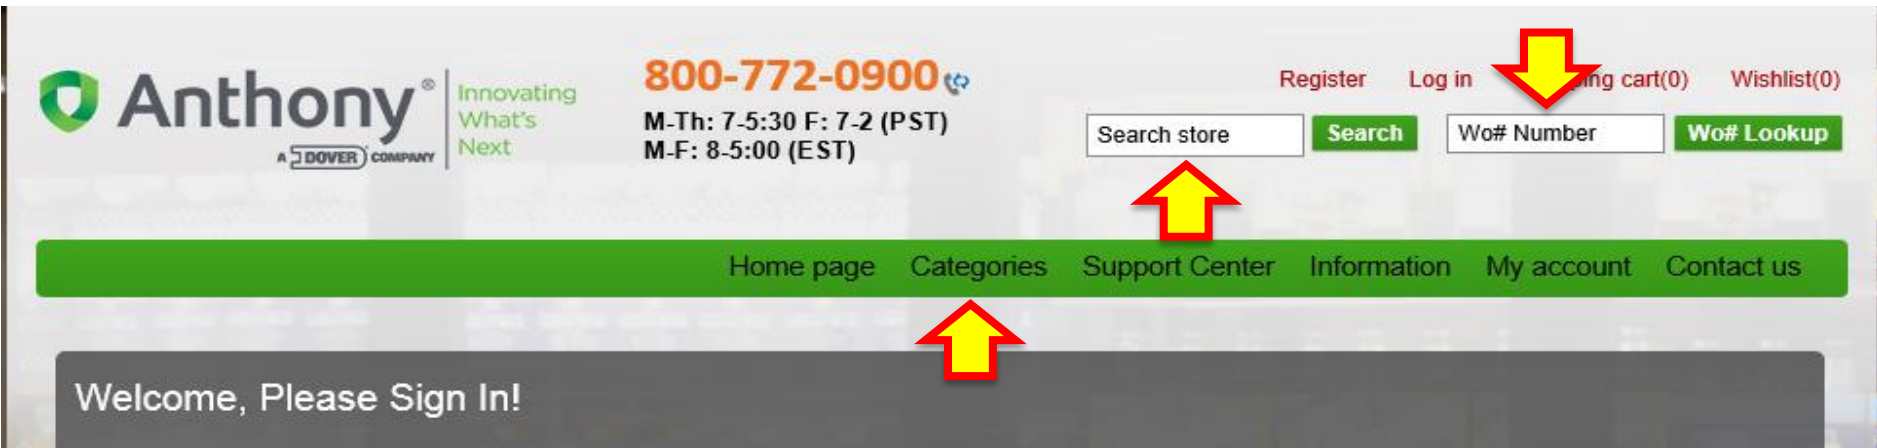 Anthony®
A DOVER COMPANY
Innovating
What's
Next
800-772-0900
M-Th: 7-5:30 F: 7-2 (PST)
M-F: 8-5:00 (EST)
Register Log in ping cart(0) Wishlist(0)
Search store Search Wo# Number Wo# Lookup
Home page Categories Support Center Information My account Contact us
Welcome, Please Sign In!